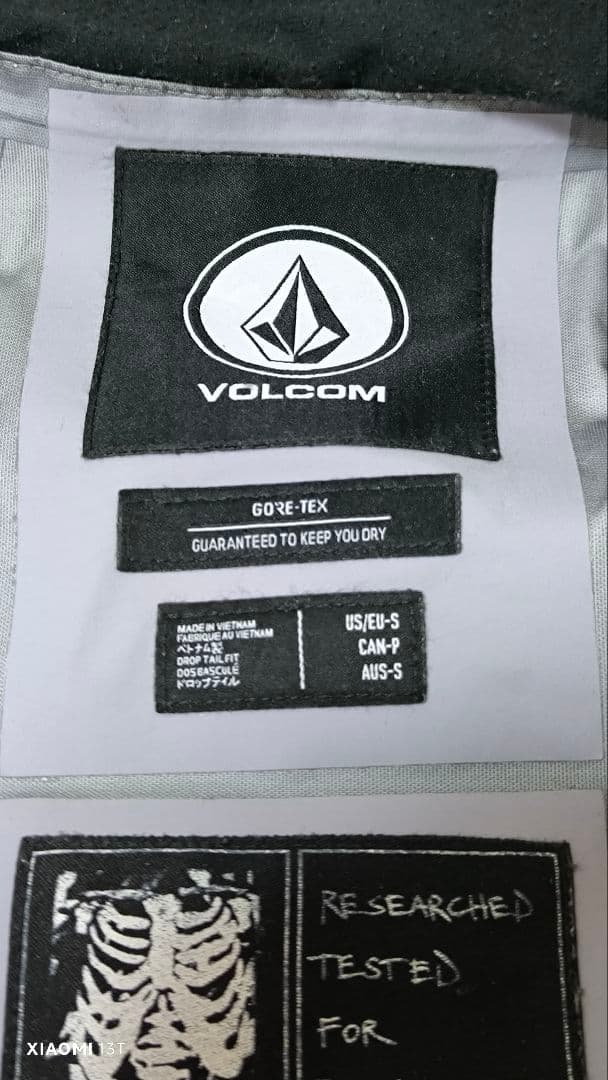 VOLCOM
GORE-TEX
GUARANTEED TO KEEP YOU DRY
MADE IN VIETNAM
FABRIQUE AU VIETNAM
ベトナム製
DROP TAIL FIT
DOS BASCULÉ
ドロップテイル
US/EU-S
CAN-P
AUS-S
RESEARCHED
TESTED
FOR
XIAOMI 13T